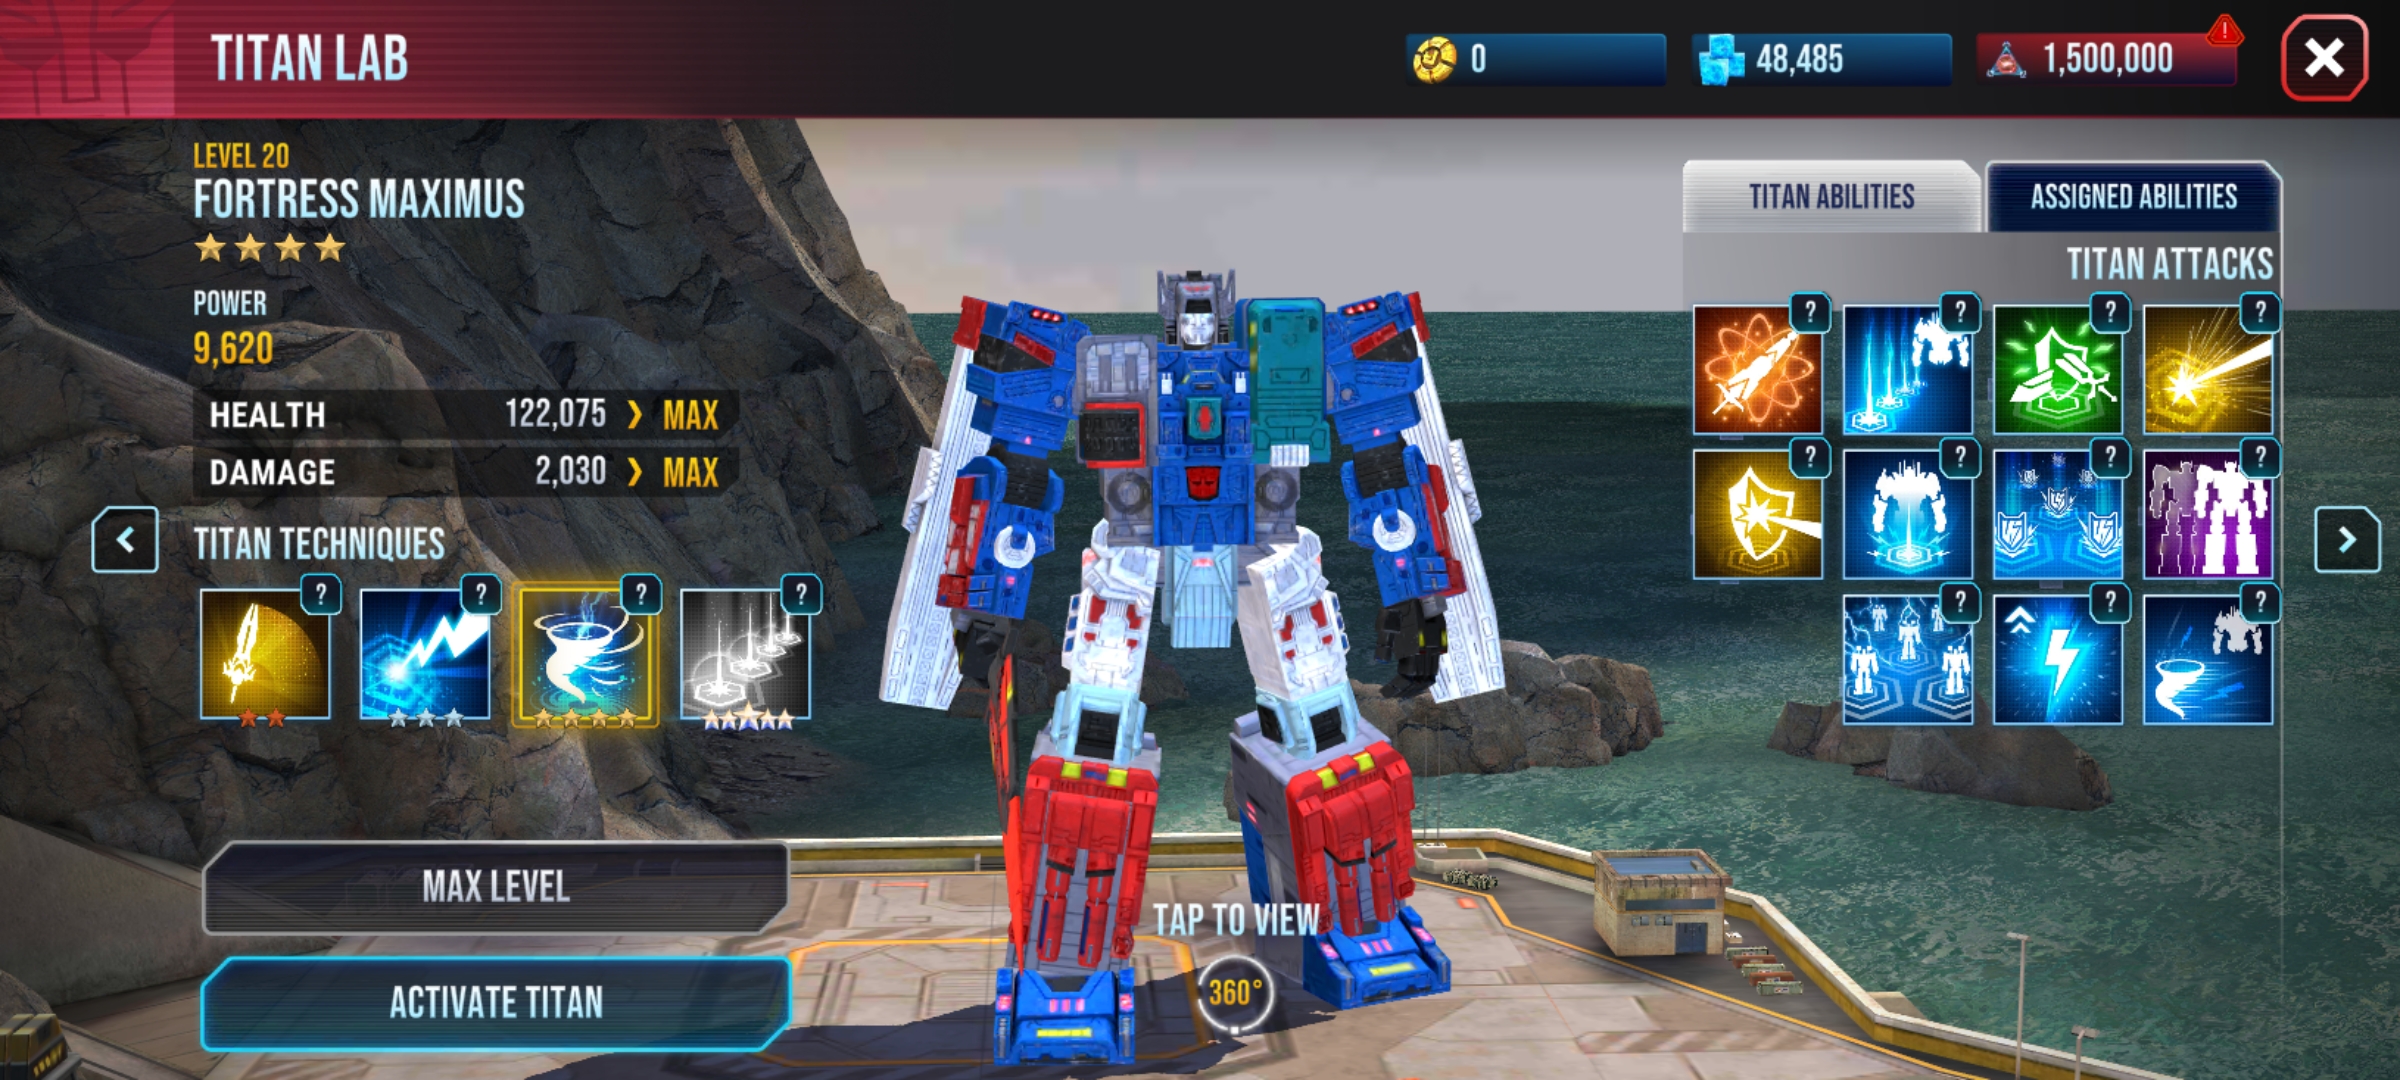 TITAN LAB
0
48,485
1,500,000
LEVEL 20
FORTRESS MAXIMUS
POWER
9,620
HEALTH 122,075 MAX
DAMAGE 2,030 MAX
TITAN TECHNIQUES
? ? ? ?
MAX LEVEL
ACTIVATE TITAN
TAP TO VIEW
360°
TITAN ABILITIES ASSIGNED ABILITIES
TITAN ATTACKS
? ? ? ?
? ? ? ?
? ? ?